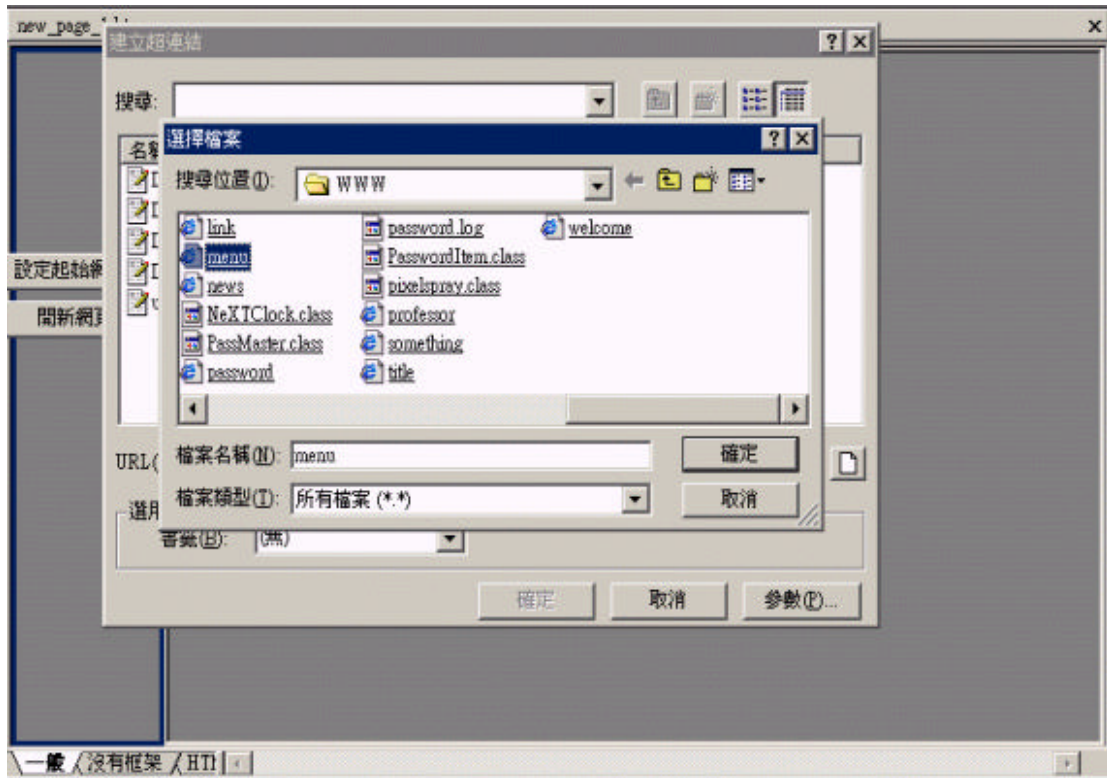 new_page_
建立超連結
搜尋:
選擇檔案
搜尋位置(I): WWW
link password.log welcome
menu PasswordItem.class
news pixelspray.class
NeXTClock.class professor
PassMaster.class something
password title
設定起始網
開新網頁
檔案名稱(N): menu 確定
URL(
檔案類型(T): 所有檔案 (*.*) 取消
選用
書籤(B): (無)
確定 取消 參數(P)...
一般 沒有框架